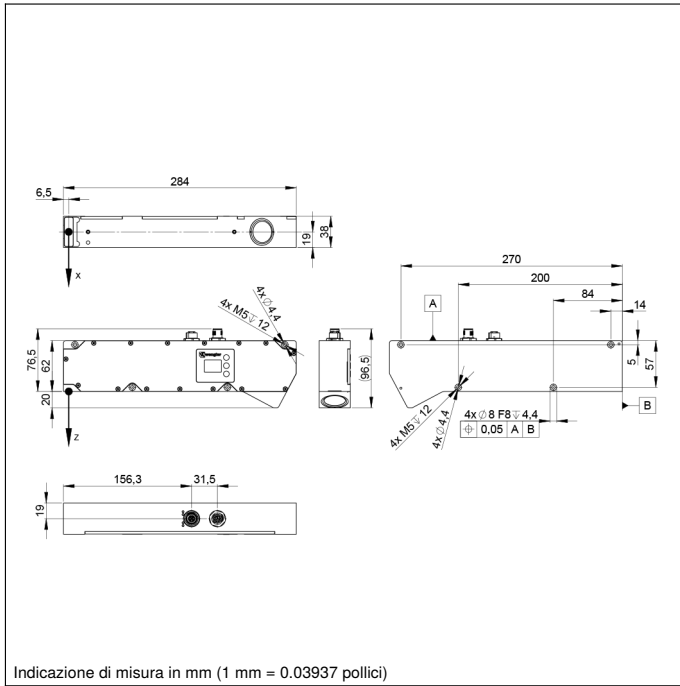 284
6,5
19
38
x
270
200
84
14
A
5
57
4x M5↧12
4x∅4,4
4x ∅8 F8↧4,4
⌖ 0,05 A B
B
4x∅4,4
4x M5↧12
wenglor
76,5
62
20
(96,5)
z
156,3
31,5
19
Indicazione di misura in mm (1 mm = 0.03937 pollici)